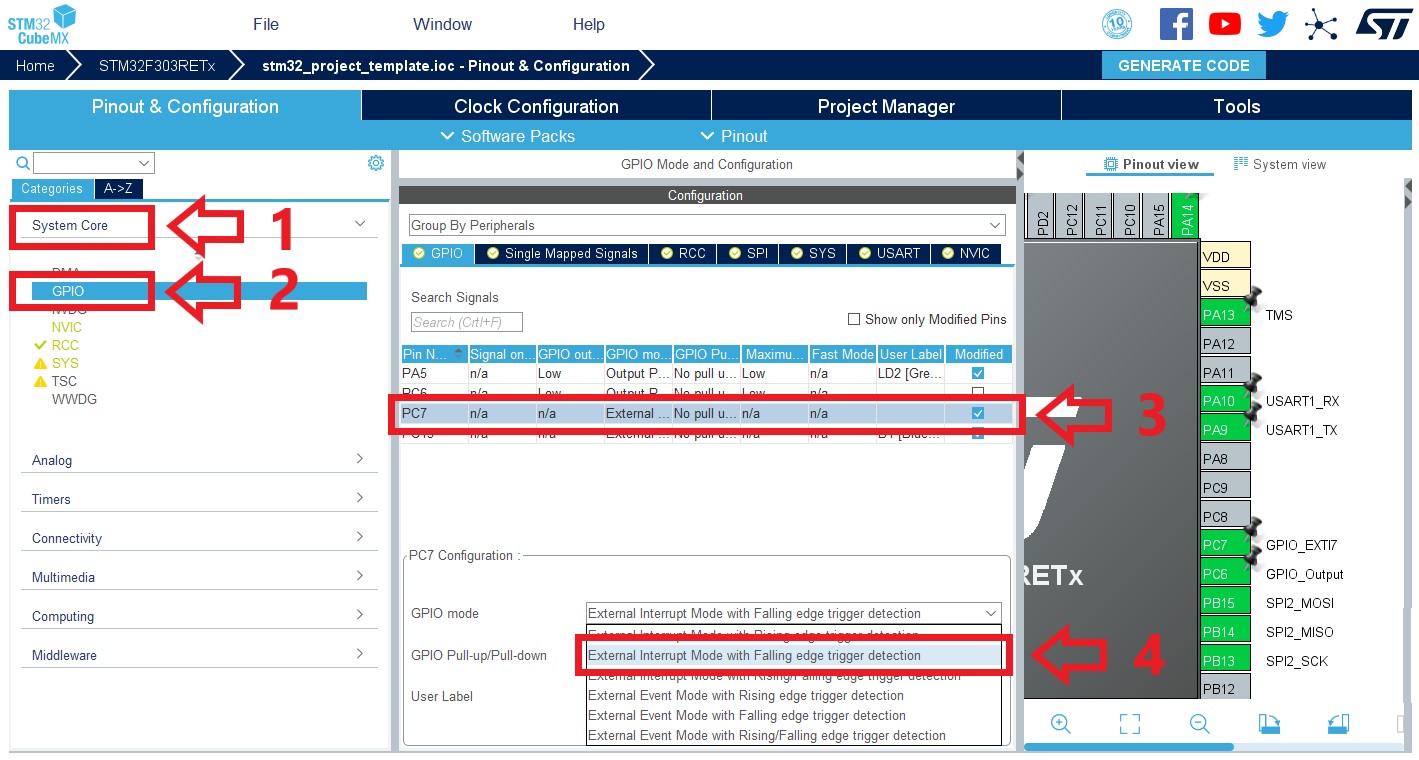 STM32
CubeMX
File
Window
Help
10
ST
Home
STM32F303RETx
stm32_project_template.ioc - Pinout & Configuration
GENERATE CODE
Pinout & Configuration
Clock Configuration
Project Manager
Tools
Software Packs
Pinout
Categories
A->Z
System Core
1
DMA
GPIO
2
IWDG
NVIC
RCC
SYS
TSC
WWDG
Analog
Timers
Connectivity
Multimedia
Computing
Middleware
GPIO Mode and Configuration
Configuration
Group By Peripherals
GPIO
Single Mapped Signals
RCC
SPI
SYS
USART
NVIC
Search Signals
Search (Crtl+F)
Show only Modified Pins
Pin N... Signal on... GPIO out... GPIO mo... GPIO Pu... Maximu... Fast Mode User Label Modified
PA5 n/a Low Output P... No pull u... Low n/a LD2 [Gre...
PC6 n/a Low Output P... No pull u... Low n/a
PC7 n/a n/a External ... No pull u... n/a n/a
3
PC13 n/a n/a External ... No pull u... n/a n/a B1 [Blue...
PC7 Configuration :
GPIO mode
External Interrupt Mode with Falling edge trigger detection
External Interrupt Mode with Rising edge trigger detection
GPIO Pull-up/Pull-down
External Interrupt Mode with Falling edge trigger detection
4
External Interrupt Mode with Rising/Falling edge trigger detection
User Label
External Event Mode with Rising edge trigger detection
External Event Mode with Falling edge trigger detection
External Event Mode with Rising/Falling edge trigger detection
Pinout view
System view
PD2
PC12
PC11
PC10
PA15
PA14
VDD
VSS
PA13 TMS
PA12
PA11
PA10 USART1_RX
PA9 USART1_TX
PA8
PC9
PC8
PC7 GPIO_EXTI7
PC6 GPIO_Output
PB15 SPI2_MOSI
PB14 SPI2_MISO
PB13 SPI2_SCK
PB12
RETx